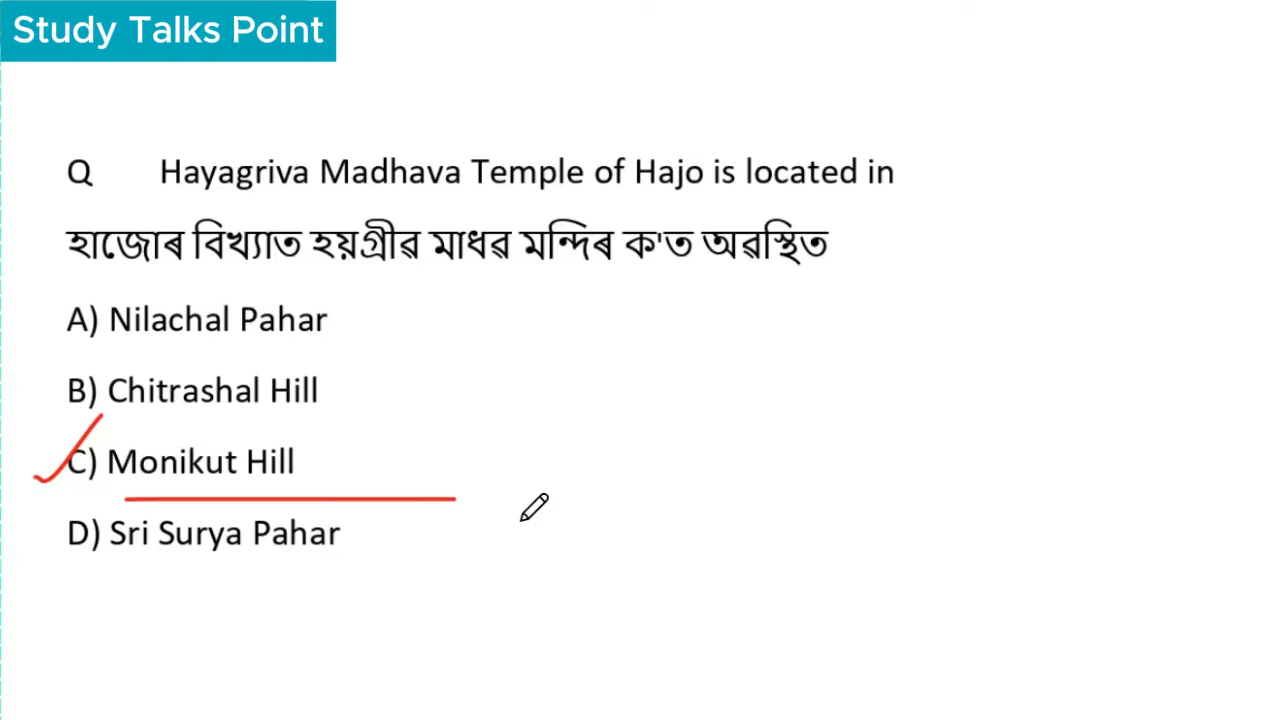 Study Talks Point
Q Hayagriva Madhava Temple of Hajo is located in
হাজোৰ বিখ্যাত হয়গ্ৰীৱ মাধৱ মন্দিৰ ক'ত অৱস্থিত
A) Nilachal Pahar
B) Chitrashal Hill
C) Monikut Hill
D) Sri Surya Pahar